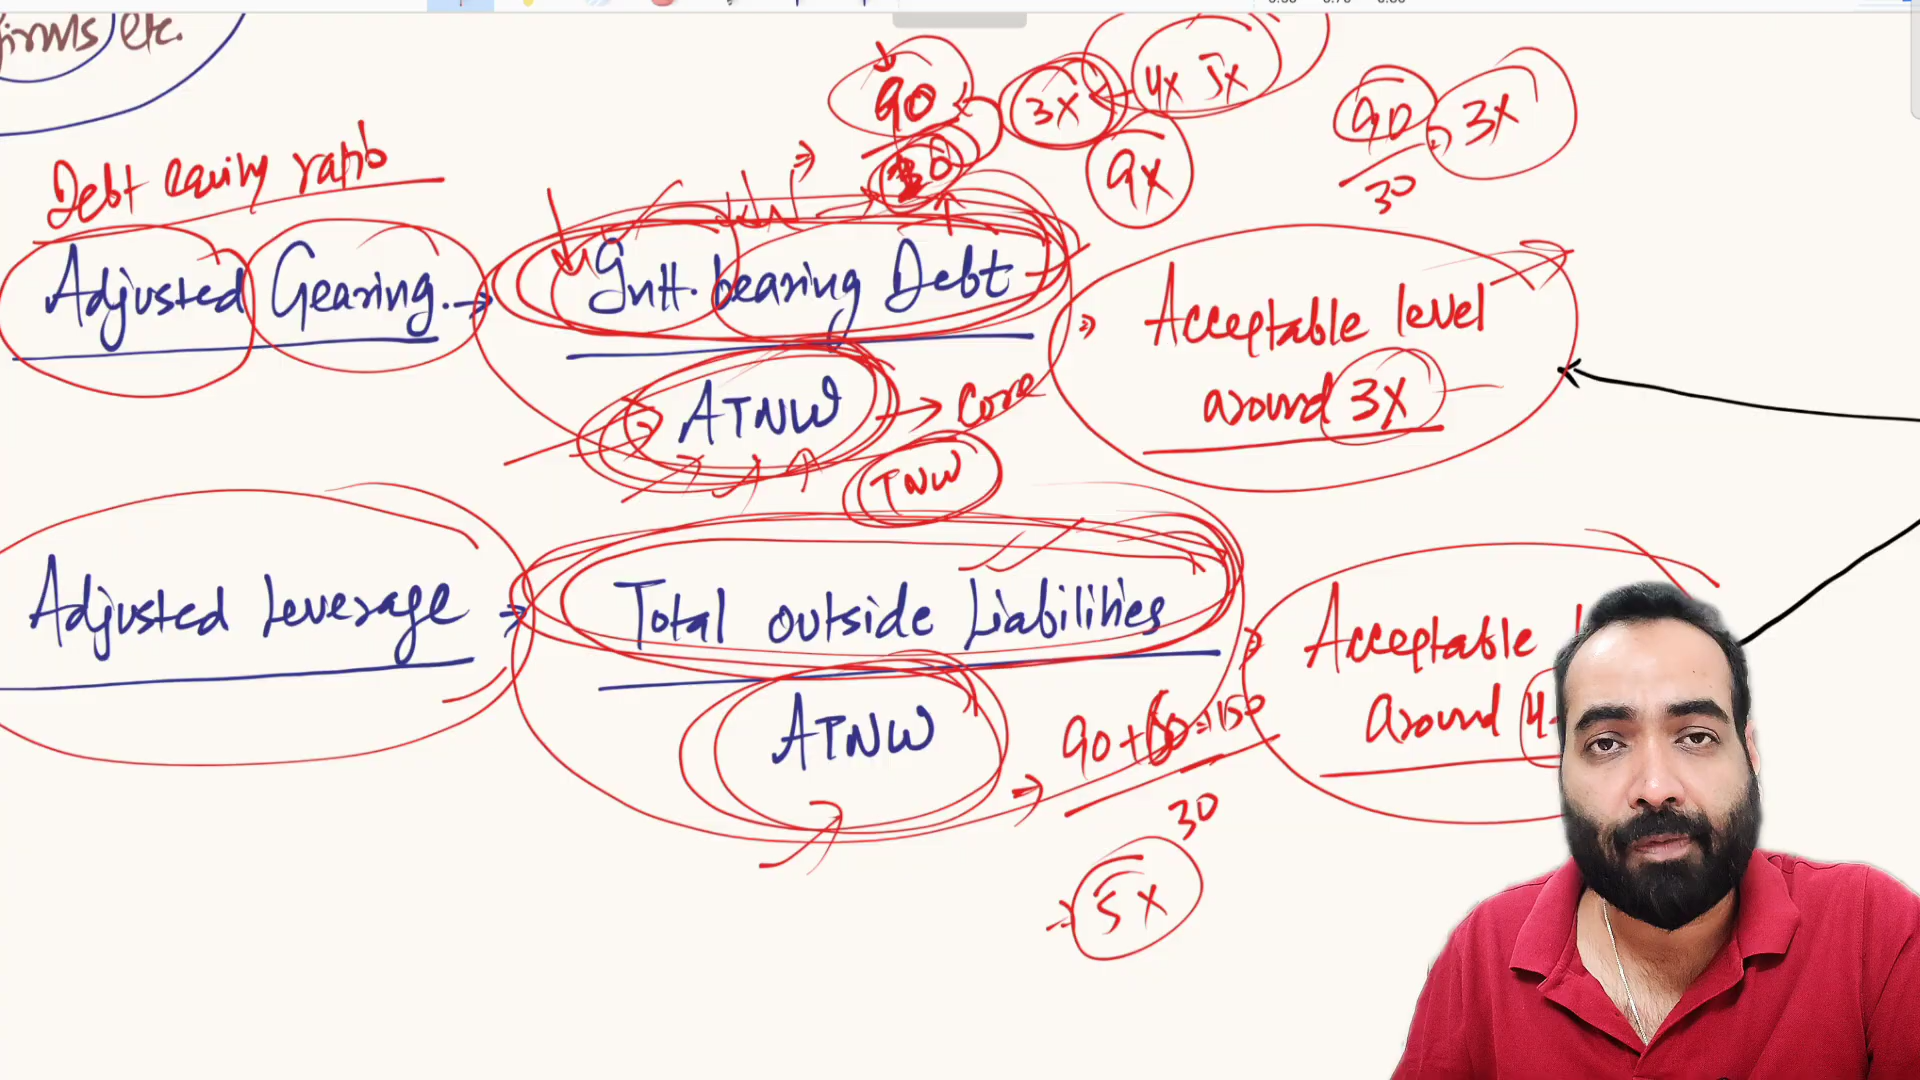 firms etc.
90
3X
4X 5X
9X
90
30
3X
Debt equity ratio
Adjusted Gearing → Intt. bearing Debt
ATNW → Core
TNW
Acceptable level
around 3X
Adjusted Leverage → Total outside Liabilities
ATNW
90+60=150
30
5X
Acceptable
around 4